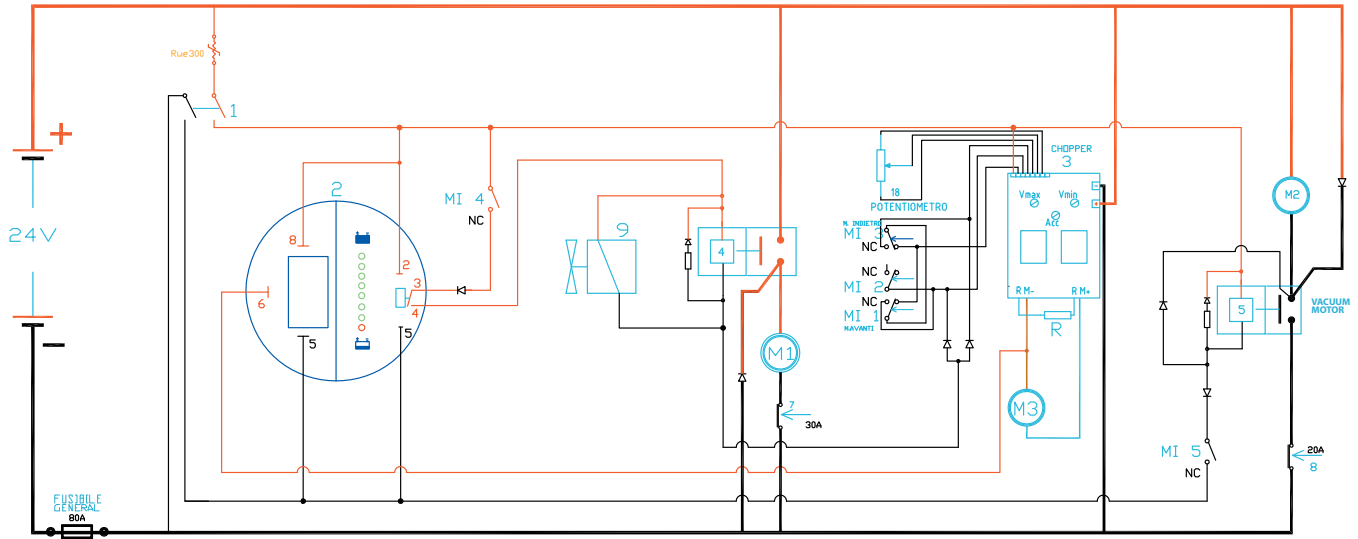 Rue300
1
+
24V
−
FUSIBILE
GENERAL
80A
2
8
6
2
3
4
5
5
MI 4
NC
9
4
M1
7
30A
18
POTENTIOMETRO
M. INDIETRO
MI 3
NC
NC
MI 2
NC
MI 1
M.AVANTI
CHOPPER
3
Vmax
Vmin
Acc
-
+
R M-
R M+
R
M3
M2
5
VACUUM
MOTOR
MI 5
NC
20A
8